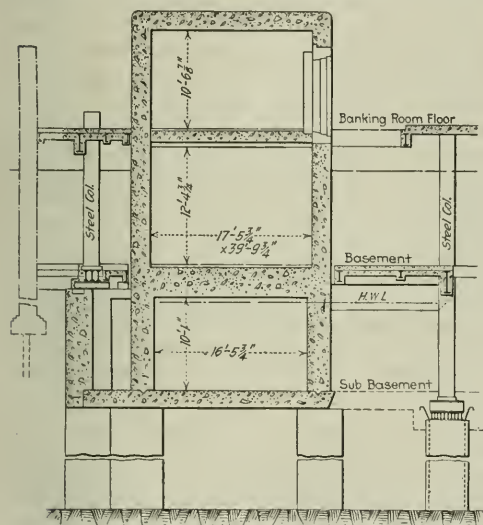 10'-6⅞"
Banking Room Floor
Steel Col.
12'-4¾"
Steel Col.
17'-5¾"
x39'-9¾"
Basement
H.W.L.
10'-1"
16'-5¾"
Sub Basement